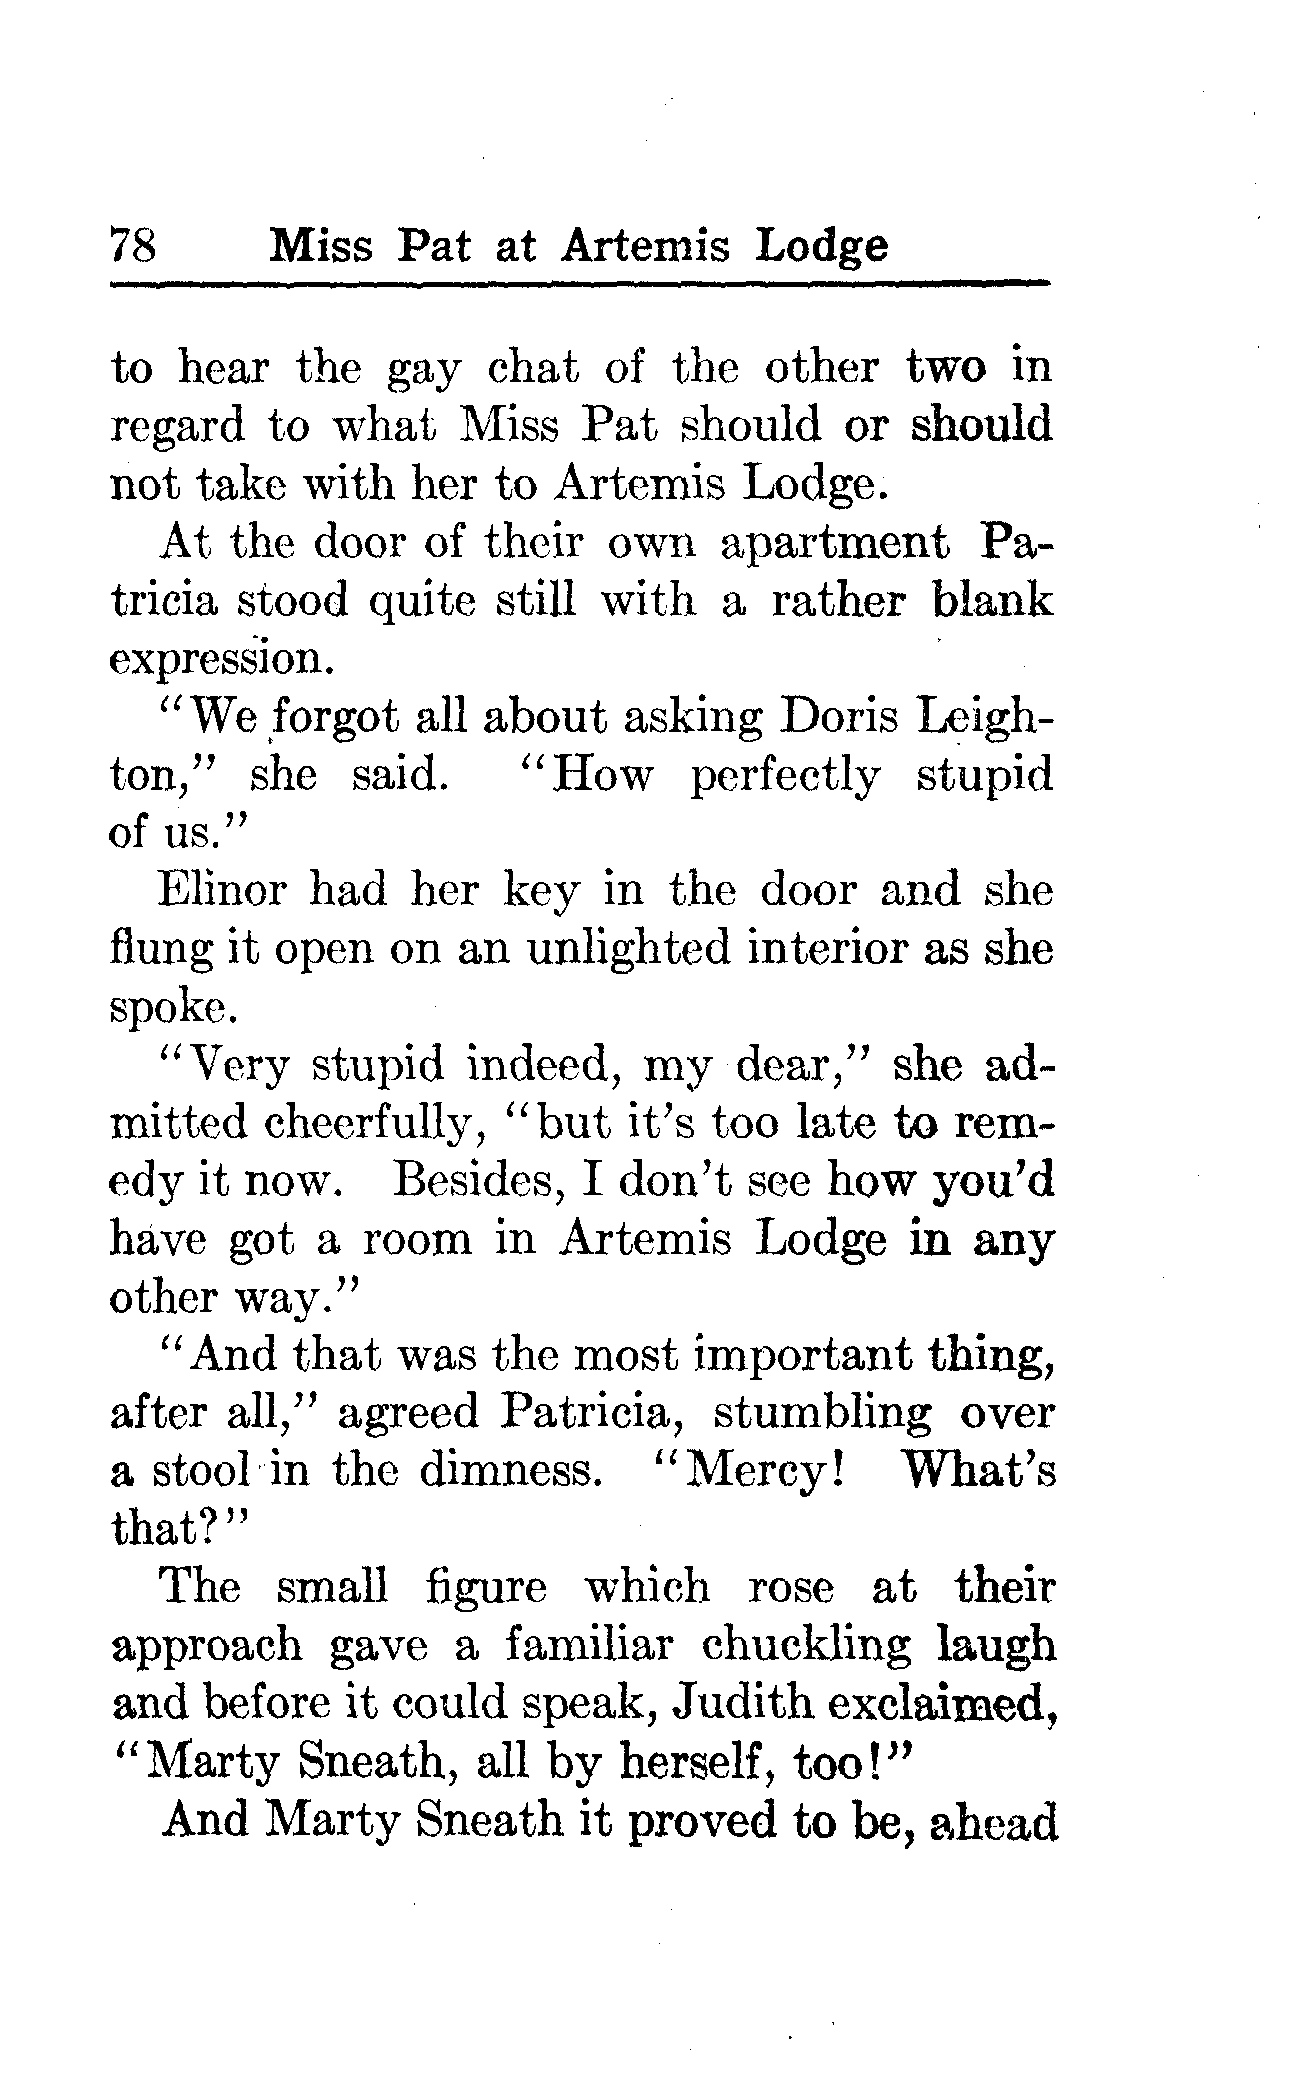 78 Miss Pat at Artemis Lodge
to hear the gay chat of the other two in
regard to what Miss Pat should or should
not take with her to Artemis Lodge.
At the door of their own apartment Pa-
tricia stood quite still with a rather blank
expression.
"We forgot all about asking Doris Leigh-
ton," she said. "How perfectly stupid
of us."
Elinor had her key in the door and she
flung it open on an unlighted interior as she
spoke.
"Very stupid indeed, my dear," she ad-
mitted cheerfully, "but it's too late to rem-
edy it now. Besides, I don't see how you'd
have got a room in Artemis Lodge in any
other way."
"And that was the most important thing,
after all," agreed Patricia, stumbling over
a stool in the dimness. "Mercy! What's
that?"
The small figure which rose at their
approach gave a familiar chuckling laugh
and before it could speak, Judith exclaimed,
"Marty Sneath, all by herself, too!"
And Marty Sneath it proved to be, ahead